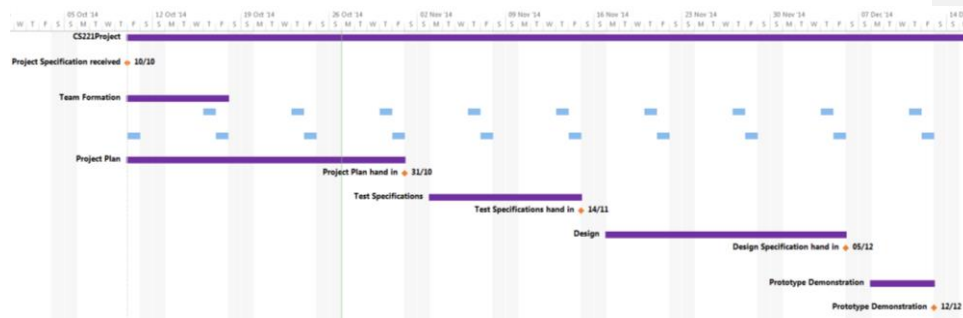 05 Oct '14 12 Oct '14 19 Oct '14 26 Oct '14 02 Nov '14 09 Nov '14 16 Nov '14 23 Nov '14 30 Nov '14 07 Dec '14 14 D
W T F S S M T W T F S S M T W T F S S M T W T F S S M T W T F S S M T W T F S S M T W T F S S M T W T F S S M T W T F S S M T W T F S S M T W T F S S
CS221Project
Project Specification received 10/10
Team Formation
Project Plan
Project Plan hand in 31/10
Test Specifications
Test Specifications hand in 14/11
Design
Design Specification hand in 05/12
Prototype Demonstration
Prototype Demonstration 12/12